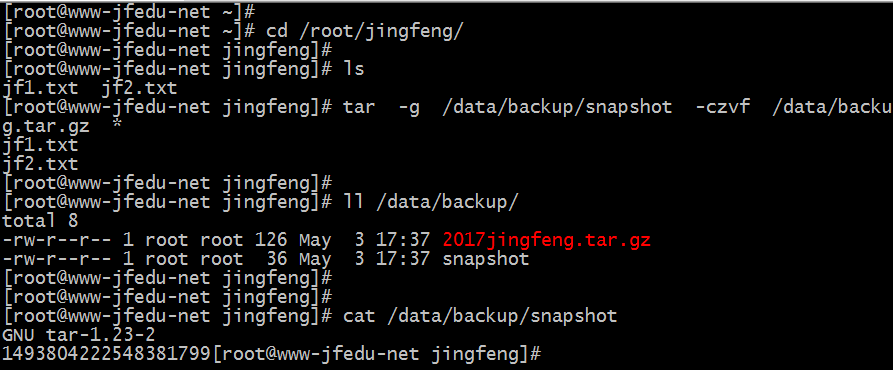 [root@www-jfedu-net ~]#
[root@www-jfedu-net ~]# cd /root/jingfeng/
[root@www-jfedu-net jingfeng]#
[root@www-jfedu-net jingfeng]# ls
jf1.txt  jf2.txt
[root@www-jfedu-net jingfeng]# tar  -g  /data/backup/snapshot  -czvf  /data/backu
g.tar.gz  *
jf1.txt
jf2.txt
[root@www-jfedu-net jingfeng]#
[root@www-jfedu-net jingfeng]# ll /data/backup/
total 8
-rw-r--r-- 1 root root 126 May  3 17:37 2017jingfeng.tar.gz
-rw-r--r-- 1 root root  36 May  3 17:37 snapshot
[root@www-jfedu-net jingfeng]#
[root@www-jfedu-net jingfeng]#
[root@www-jfedu-net jingfeng]# cat /data/backup/snapshot
GNU tar-1.23-2
1493804222548381799[root@www-jfedu-net jingfeng]#